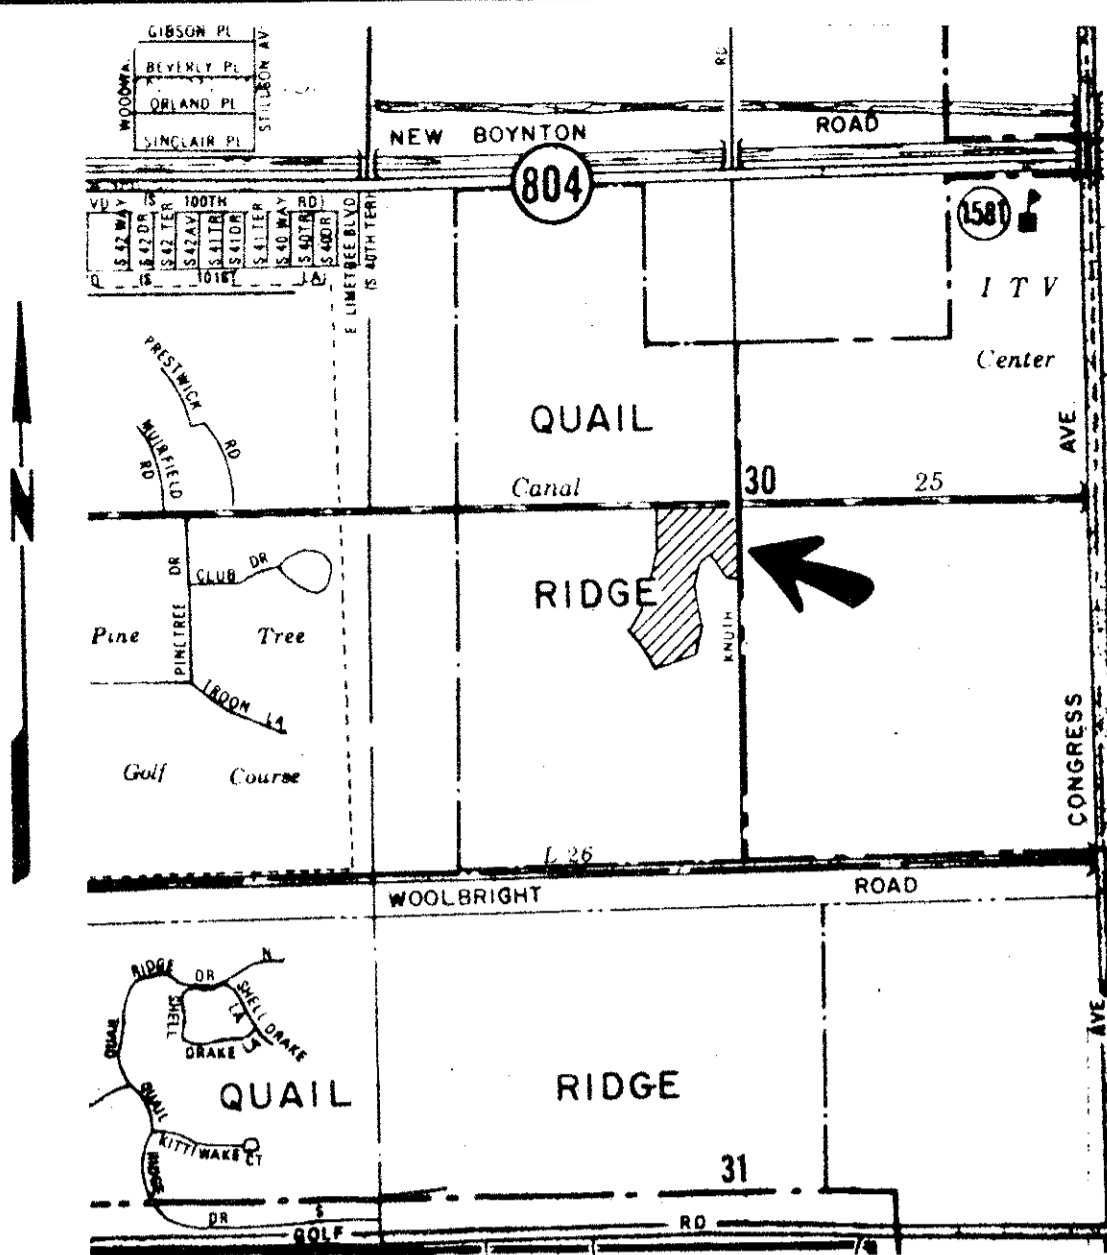 GIBSON PL
BEVERLY PL
ORLAND PL
SINCLAIR PL
STILLSON AV
RD
NEW BOYNTON ROAD
804
(S 100TH RD)
S 42 WAY
S 42 DR
S 42 TER
S 42 AV
S 41 TR
S 41 DR
S 41 TER
S 40 WAY
S 40 TR
S 40 DR
(S 101ST LA)
E LIMETREE BLVD
(S 40TH TER)
1581
I T V
Center
PRESTWICK RD
MUIRFIELD RD
QUAIL
AVE
Canal
30
25
N
CLUB DR
PINETREE DR
RIDGE
KNUTH
Pine Tree
TROON LA
Golf Course
CONGRESS
L 26
WOOLBRIGHT ROAD
QUAIL RIDGE DR N
SHELL DRAKE LA
SHELL DRAKE LA
AVE
QUAIL RIDGE
QUAIL RIDGE
KITTIWAKE CT
31
DR S
GOLF RD